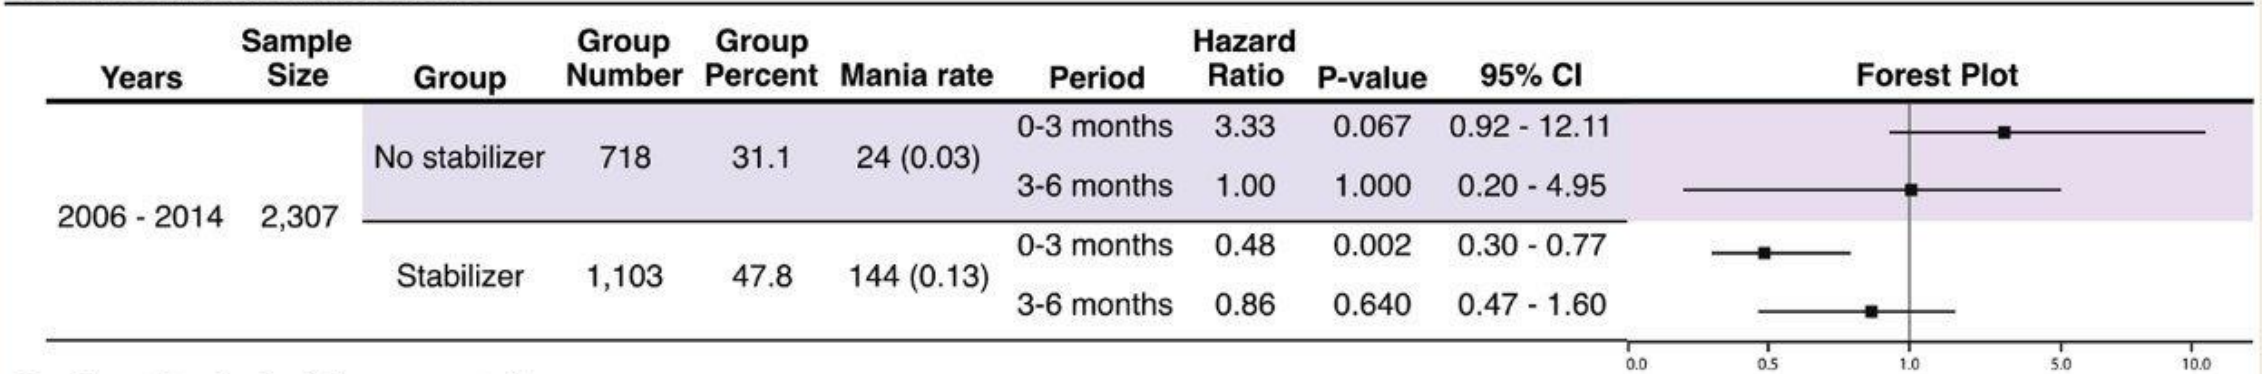 Years Sample Size Group Group Number Group Percent Mania rate Period Hazard Ratio P-value 95% CI Forest Plot
2006 - 2014 2,307
No stabilizer 718 31.1 24 (0.03)
0-3 months 3.33 0.067 0.92 - 12.11
3-6 months 1.00 1.000 0.20 - 4.95
Stabilizer 1,103 47.8 144 (0.13)
0-3 months 0.48 0.002 0.30 - 0.77
3-6 months 0.86 0.640 0.47 - 1.60
0.0 0.5 1.0 5.0 10.0